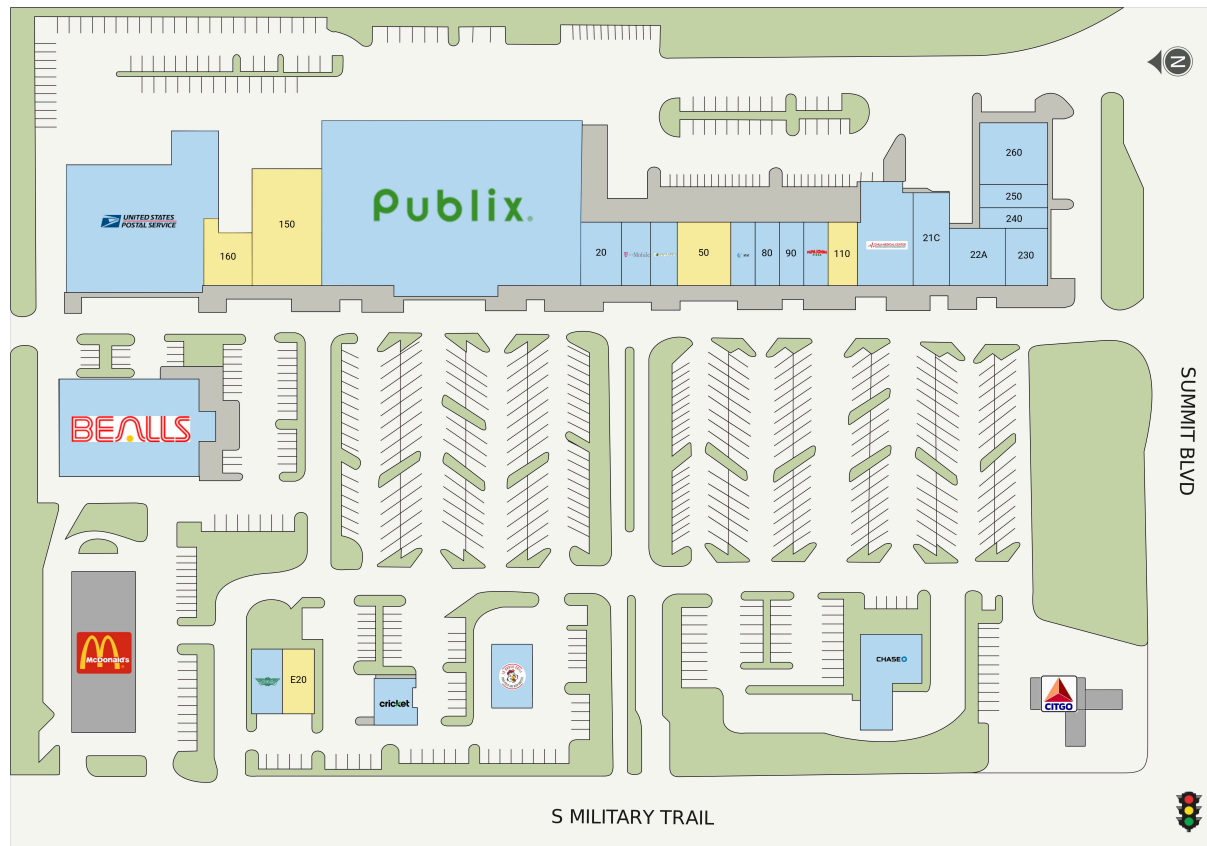 N
260
250
240
230
22A
21C
110
90
80
50
T Mobile
20
Publix.
150
160
UNITED STATES
POSTAL SERVICE
BEALLS
SUMMIT BLVD
McDonald's
E20
cricket
CHASE
CITGO
S MILITARY TRAIL